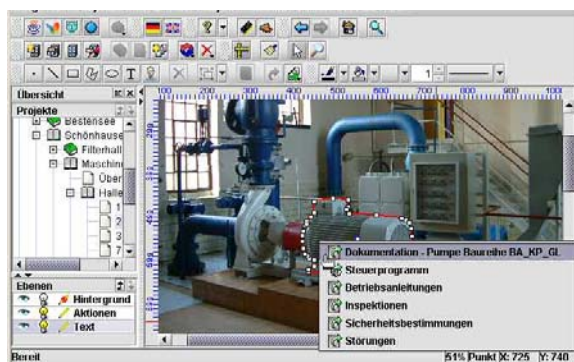 1
Übersicht
Projekte
Bestensee
Schönhause
Filterhall
Maschin
Über
Halle
1
2
3
7
Ebenen
Hintergrund
Aktionen
Text
100 200 300 400 500 600 700 800 900
Dokumentation - Pumpe Baureihe BA_KP_GL
Steuerprogramm
Betriebsanleitungen
Inspektionen
Sicherheitsbestimmungen
Störungen
Bereit
51% Punkt X: 725 Y: 740